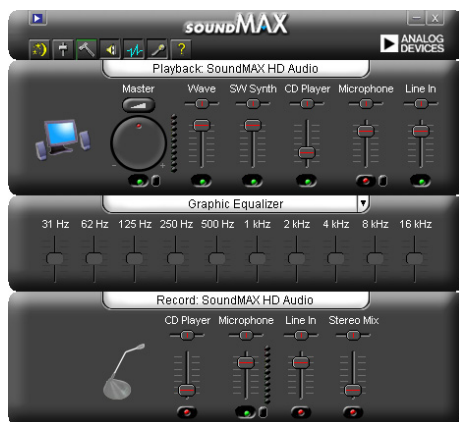 SOUNDMAX
— X
?
ANALOG
DEVICES
Playback: SoundMAX HD Audio
Master Wave SW Synth CD Player Microphone Line In
Graphic Equalizer
31 Hz 62 Hz 125 Hz 250 Hz 500 Hz 1 kHz 2 kHz 4 kHz 8 kHz 16 kHz
Record: SoundMAX HD Audio
CD Player Microphone Line In Stereo Mix